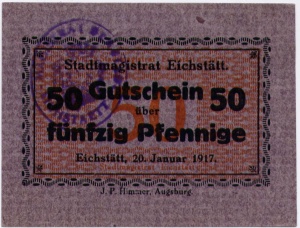 Stadtmagistrat Eichstätt.
50 Gutschein 50
über
fünfzig Pfennige
Eichstätt, 20. Januar 1917.
J. P. Himmer, Augsburg.